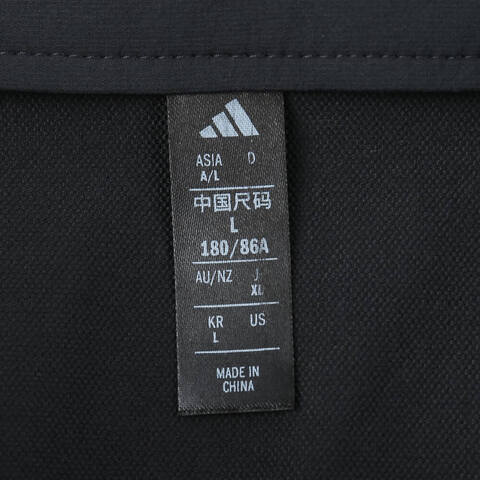 ASIA D
A/L
中国尺码
L
180/86A
AU/NZ J
XL
KR US
L
MADE IN
CHINA